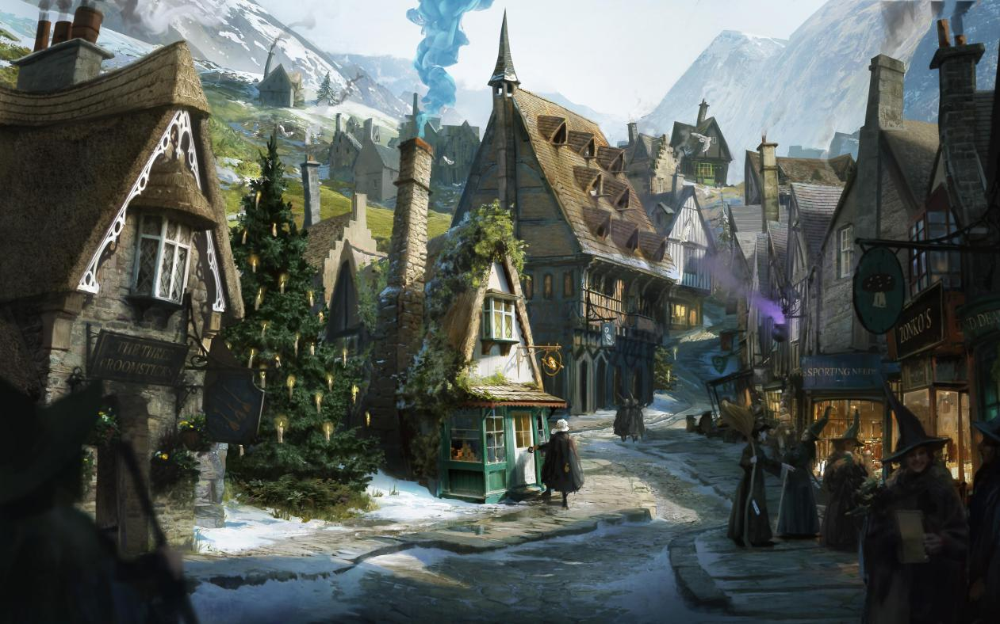 THE THREE
BROOMSTICKS
ZONKO'S
SPORTING NEEDS